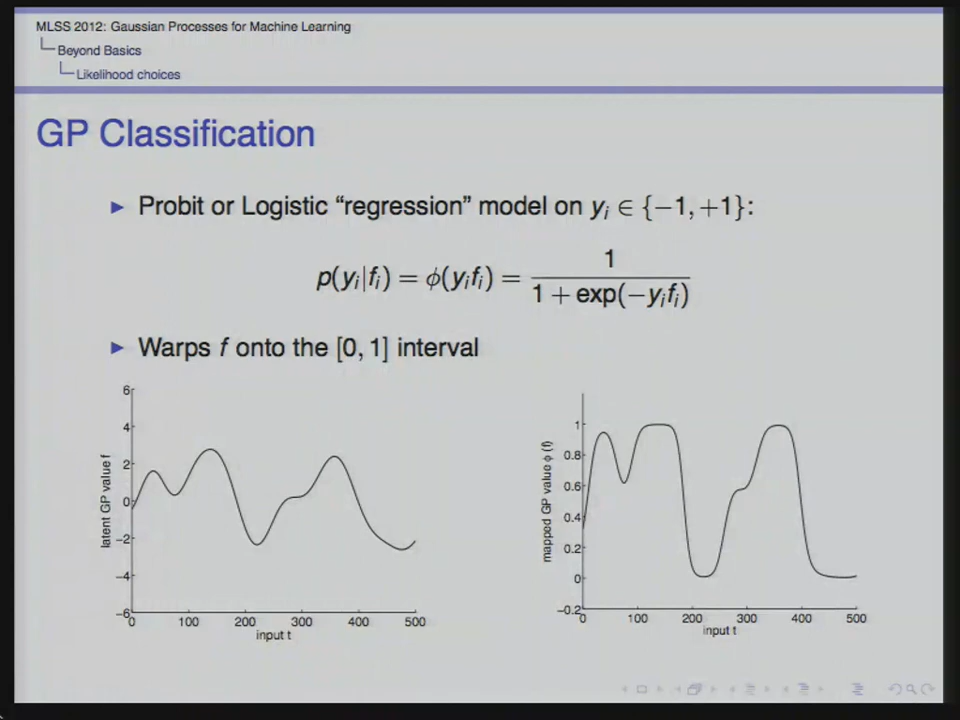 MLSS 2012: Gaussian Processes for Machine Learning
Beyond Basics
Likelihood choices
GP Classification
Probit or Logistic “regression” model on yᵢ ∈ {−1, +1}:
p(yᵢ|fᵢ) = ϕ(yᵢfᵢ) = 1 / (1 + exp(−yᵢfᵢ))
Warps f onto the [0, 1] interval
latent GP value f
6
4
2
0
−2
−4
−6
0 100 200 300 400 500
input t
mapped GP value ϕ (f)
1
0.8
0.6
0.4
0.2
0
−0.2
0 100 200 300 400 500
input t